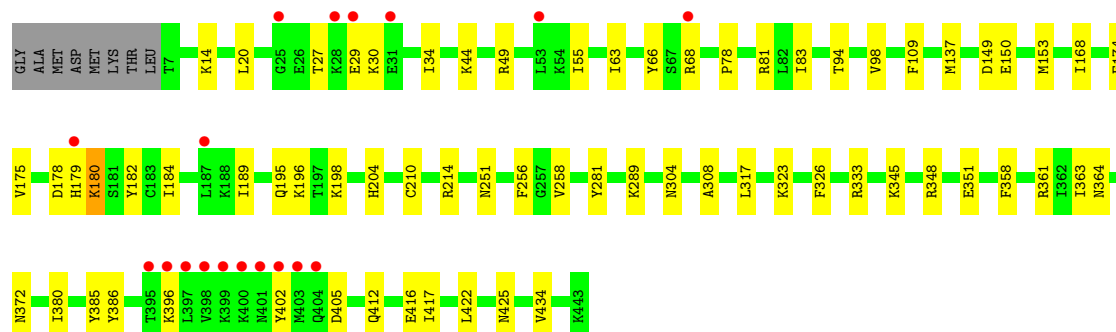 GLY ALA MET ASP MET LYS THR LEU T7 K14 L20 G25 E26 T27 K28 E29 K30 E31 I34 K44 R49 L53 K54 I55 I63 Y66 S67 R68 P78 R81 L82 I83 T94 V98 F109 M137 D149 E150 M153 I168
V175 D178 H179 K180 S181 Y182 C183 I184 L187 K188 I189 Q195 K196 T197 K198 H204 C210 R214 N251 F256 G257 V258 Y281 K289 N304 A308 L317 K323 F326 R333 K345 R348 E351 F358 R361 I362 I363 N364
N372 I380 Y385 Y386 T395 K396 L397 V398 K399 K400 N401 Y402 M403 Q404 D405 Q412 E416 I417 L422 N425 V434 K443